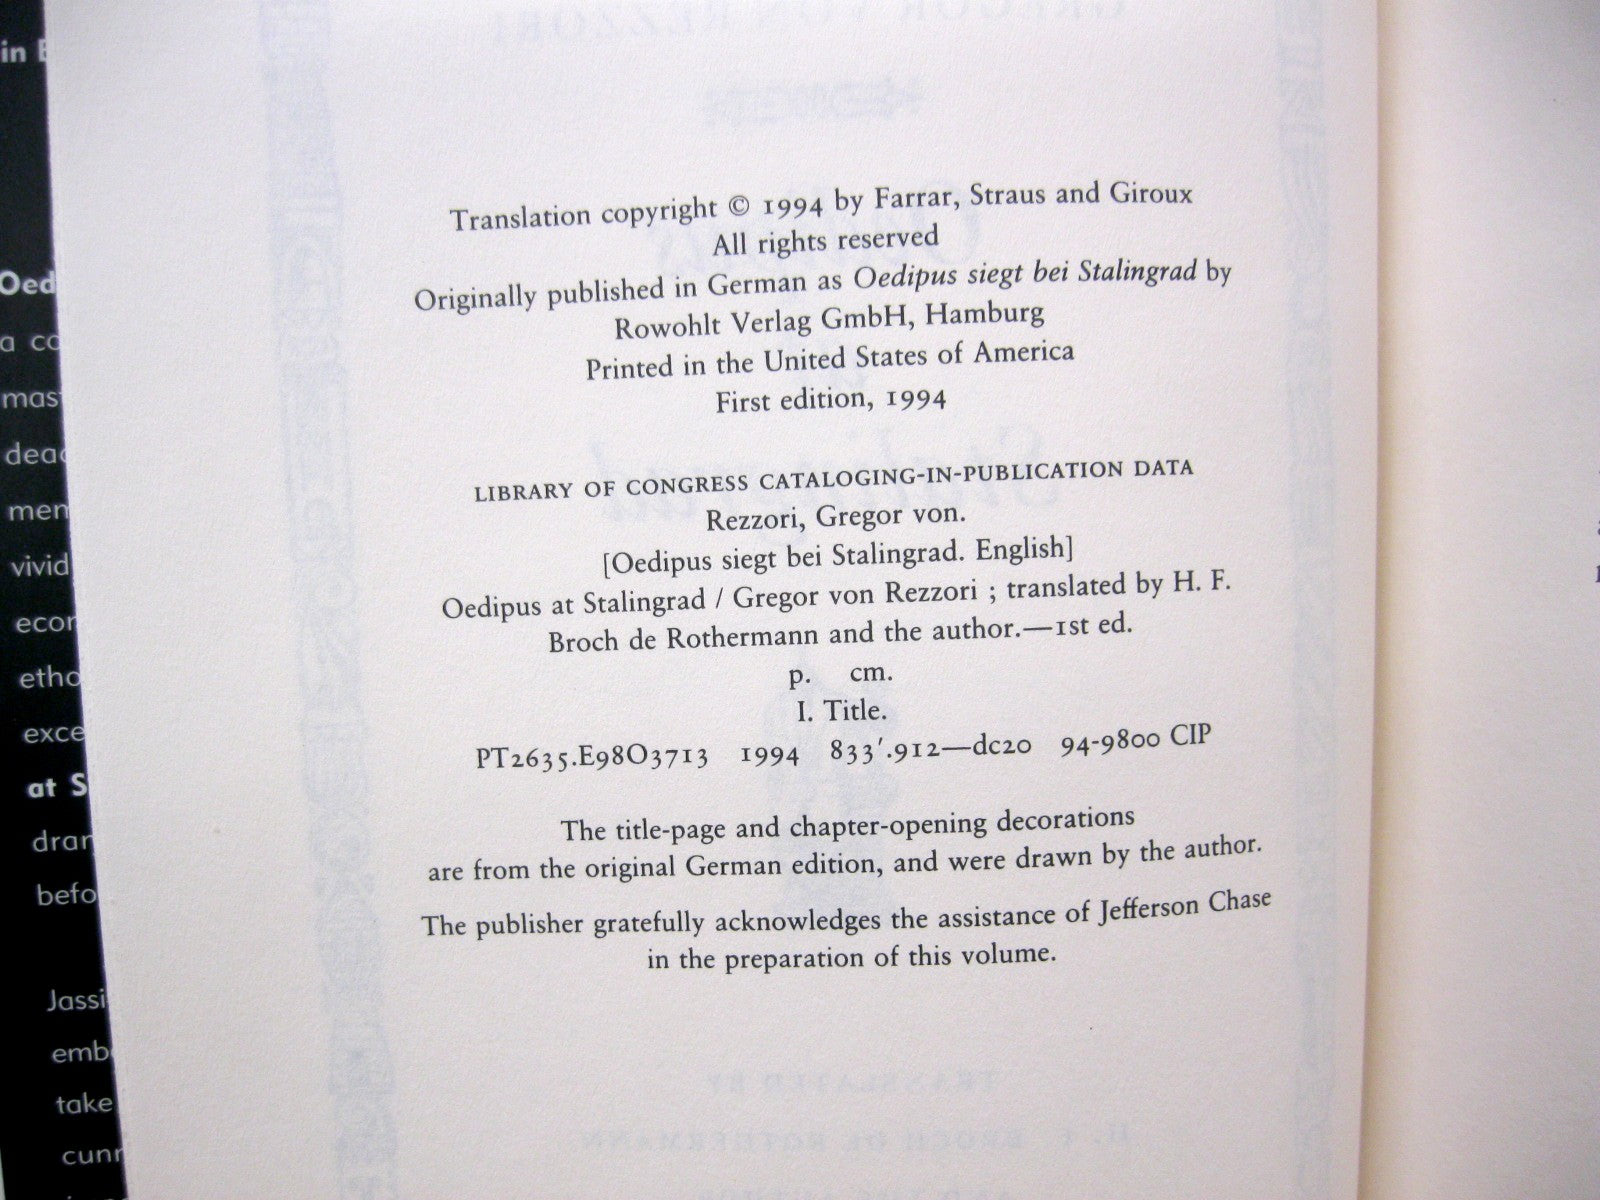 in
Oed
a co
mas
dead
mem
vivid
econ
etho
exce
at S
dram
befo
Jassi
emb
take
cunn
Translation copyright © 1994 by Farrar, Straus and Giroux
All rights reserved
Originally published in German as Oedipus siegt bei Stalingrad by
Rowohlt Verlag GmbH, Hamburg
Printed in the United States of America
First edition, 1994
LIBRARY OF CONGRESS CATALOGING-IN-PUBLICATION DATA
Rezzori, Gregor von.
[Oedipus siegt bei Stalingrad. English]
Oedipus at Stalingrad / Gregor von Rezzori ; translated by H. F.
Broch de Rothermann and the author.—1st ed.
p. cm.
I. Title.
PT2635.E98O3713 1994 833′.912—dc20 94-9800 CIP
The title-page and chapter-opening decorations
are from the original German edition, and were drawn by the author.
The publisher gratefully acknowledges the assistance of Jefferson Chase
in the preparation of this volume.